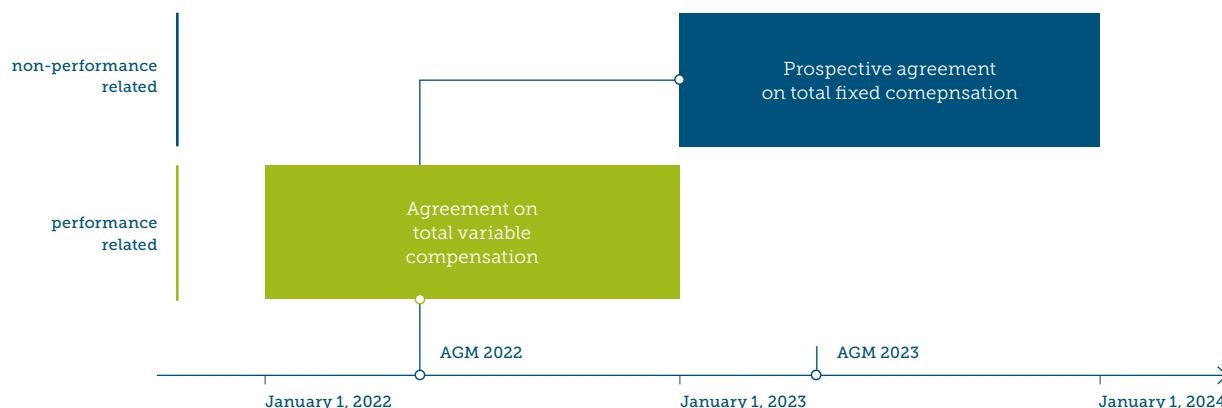 non-performance
related
Prospective agreement
on total fixed comepnsation
performance
related
Agreement on
total variable
compensation
AGM 2022
AGM 2023
January 1, 2022
January 1, 2023
January 1, 2024